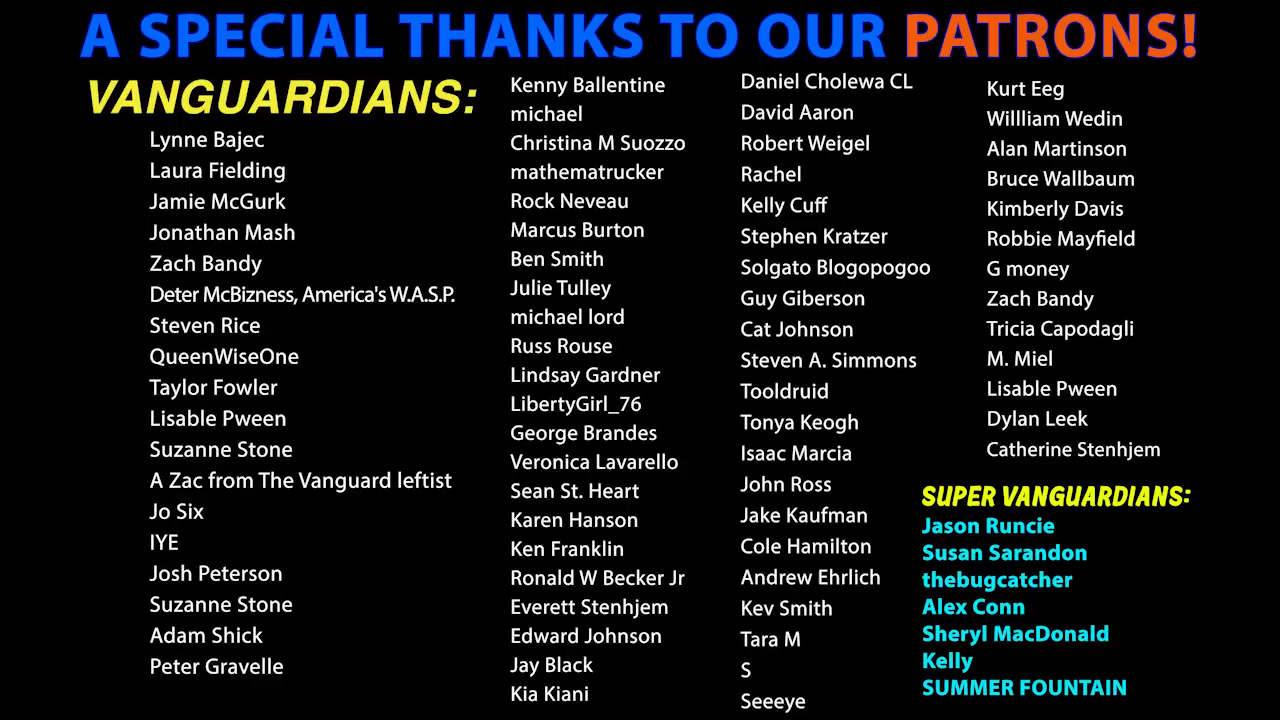 A SPECIAL THANKS TO OUR PATRONS!
VANGUARDIANS:
Lynne Bajec
Laura Fielding
Jamie McGurk
Jonathan Mash
Zach Bandy
Deter McBizness, America's W.A.S.P.
Steven Rice
QueenWiseOne
Taylor Fowler
Lisable Pween
Suzanne Stone
A Zac from The Vanguard leftist
Jo Six
IYE
Josh Peterson
Suzanne Stone
Adam Shick
Peter Gravelle
Kenny Ballentine
michael
Christina M Suozzo
mathematrucker
Rock Neveau
Marcus Burton
Ben Smith
Julie Tulley
michael lord
Russ Rouse
Lindsay Gardner
LibertyGirl_76
George Brandes
Veronica Lavarello
Sean St. Heart
Karen Hanson
Ken Franklin
Ronald W Becker Jr
Everett Stenhjem
Edward Johnson
Jay Black
Kia Kiani
Daniel Cholewa CL
David Aaron
Robert Weigel
Rachel
Kelly Cuff
Stephen Kratzer
Solgato Blogopogoo
Guy Giberson
Cat Johnson
Steven A. Simmons
Tooldruid
Tonya Keogh
Isaac Marcia
John Ross
Jake Kaufman
Cole Hamilton
Andrew Ehrlich
Kev Smith
Tara M
S
Seeeye
Kurt Eeg
Willliam Wedin
Alan Martinson
Bruce Wallbaum
Kimberly Davis
Robbie Mayfield
G money
Zach Bandy
Tricia Capodagli
M. Miel
Lisable Pween
Dylan Leek
Catherine Stenhjem
SUPER VANGUARDIANS:
Jason Runcie
Susan Sarandon
thebugcatcher
Alex Conn
Sheryl MacDonald
Kelly
SUMMER FOUNTAIN